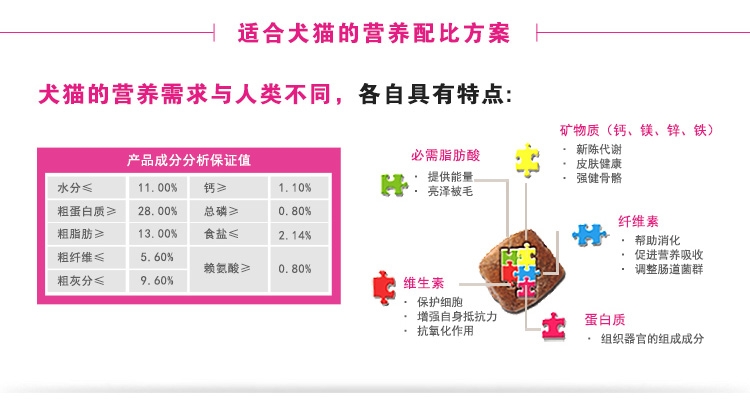 适合犬猫的营养配比方案
犬猫的营养需求与人类不同，各自具有特点:
产品成分分析保证值
水分≤ 11.00% 钙≥ 1.10%
粗蛋白质≥ 28.00% 总磷≥ 0.80%
粗脂肪≥ 13.00% 食盐≤ 2.14%
粗纤维≤ 5.60%
赖氨酸≥ 0.80%
粗灰分≤ 9.60%
必需脂肪酸
· 提供能量
· 亮泽被毛
矿物质（钙、镁、锌、铁）
· 新陈代谢
· 皮肤健康
· 强健骨骼
纤维素
· 帮助消化
· 促进营养吸收
· 调整肠道菌群
维生素
· 保护细胞
· 增强自身抵抗力
· 抗氧化作用
蛋白质
· 组织器官的组成成分